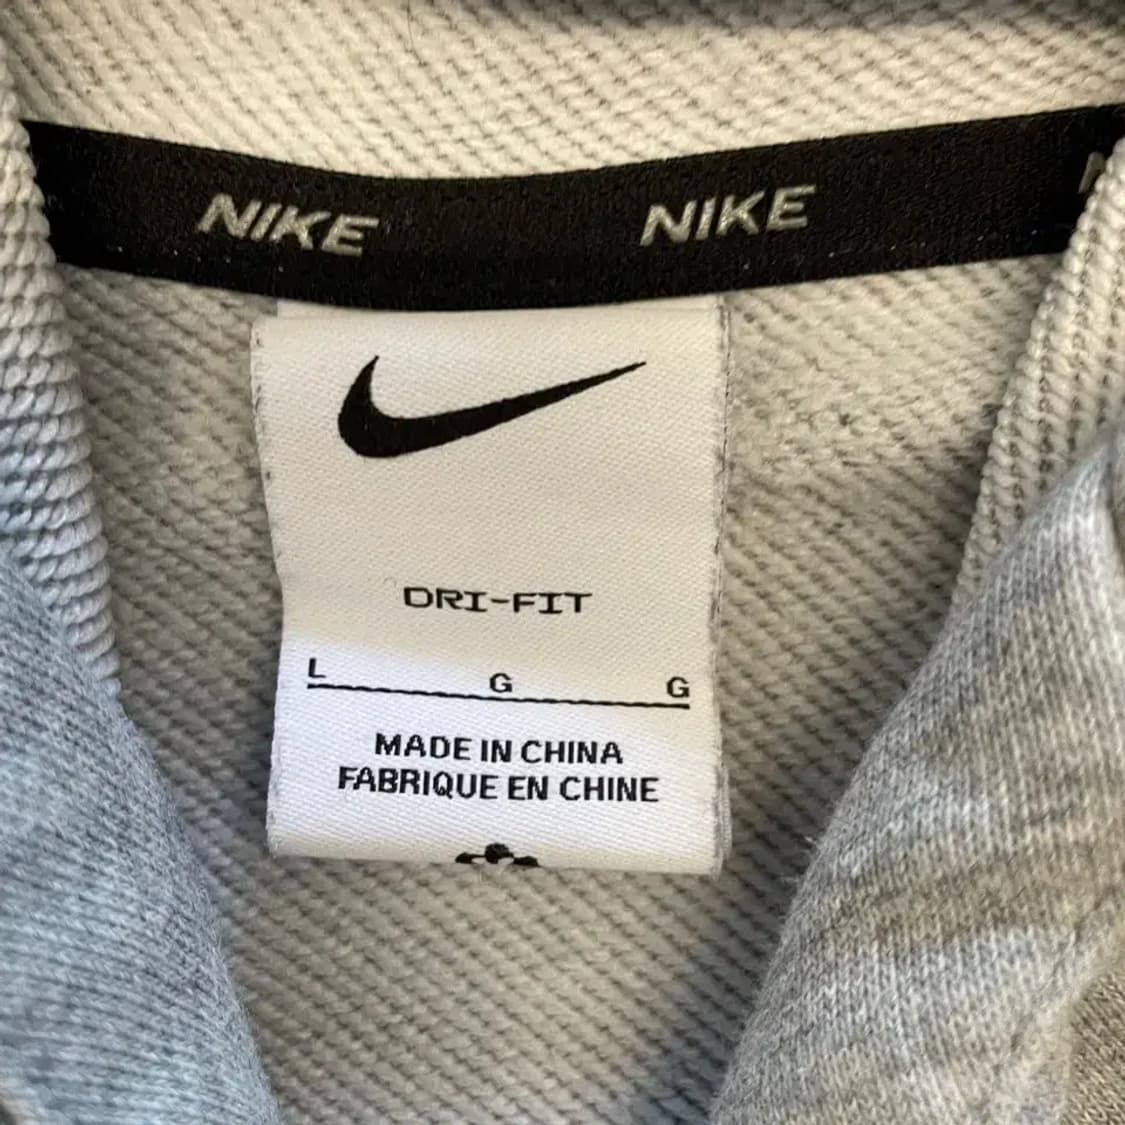 NIKE NIKE
DRI-FIT
L G G
MADE IN CHINA
FABRIQUE EN CHINE